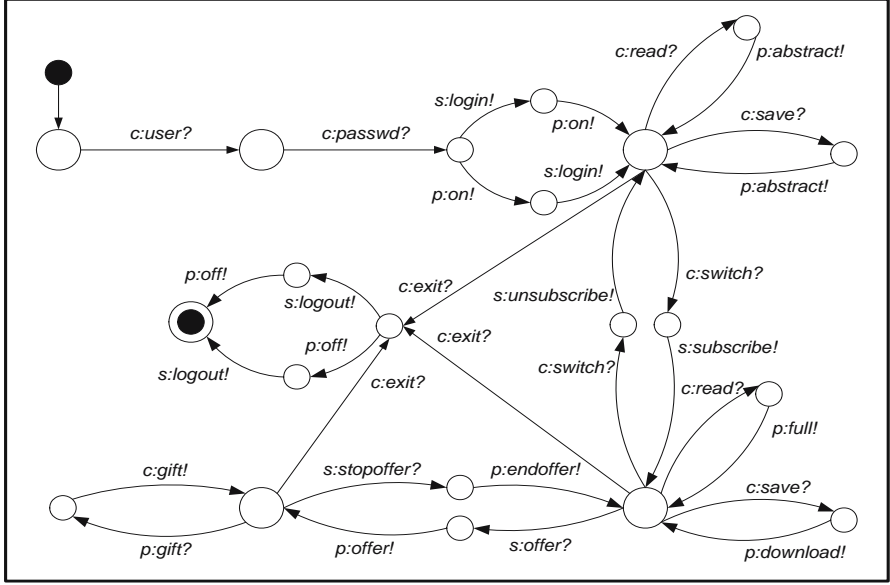 c:read?
p:abstract!
s:login!
c:save?
p:on!
c:user?
c:passwd?
s:login!
p:on!
p:abstract!
p:off!
c:exit?
c:switch?
s:logout!
s:unsubscribe!
p:off!
c:exit?
s:subscribe!
s:logout!
c:exit?
c:switch?
c:read?
p:full!
c:gift!
s:stopoffer?
p:endoffer!
c:save?
p:gift?
p:offer!
s:offer?
p:download!